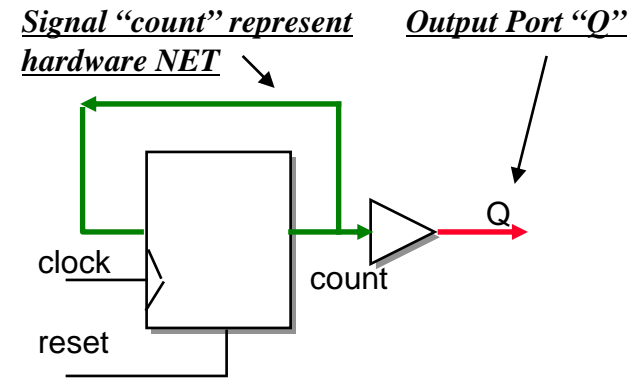 Signal “count” represent
hardware NET
Output Port “Q”
Q
clock
count
reset